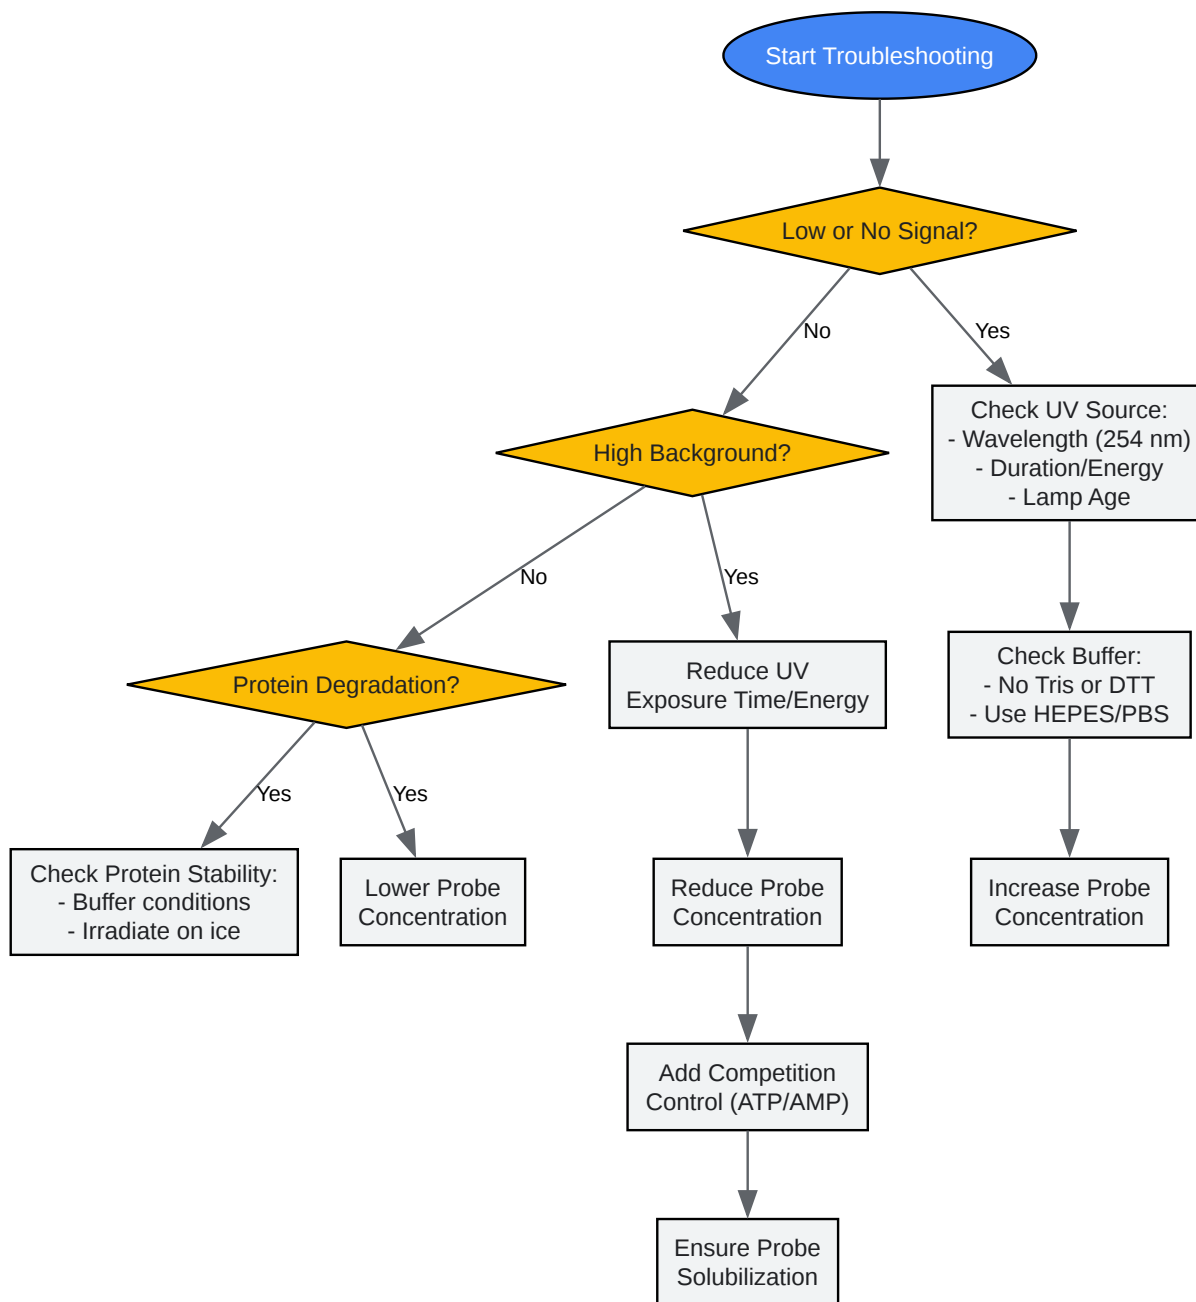 Start Troubleshooting
Low or No Signal?
No
Yes
Check UV Source:
- Wavelength (254 nm)
- Duration/Energy
- Lamp Age
High Background?
No
Yes
Check Buffer:
- No Tris or DTT
- Use HEPES/PBS
Protein Degradation?
Reduce UV
Exposure Time/Energy
Yes
Yes
Check Protein Stability:
- Buffer conditions
- Irradiate on ice
Lower Probe
Concentration
Reduce Probe
Concentration
Increase Probe
Concentration
Add Competition
Control (ATP/AMP)
Ensure Probe
Solubilization